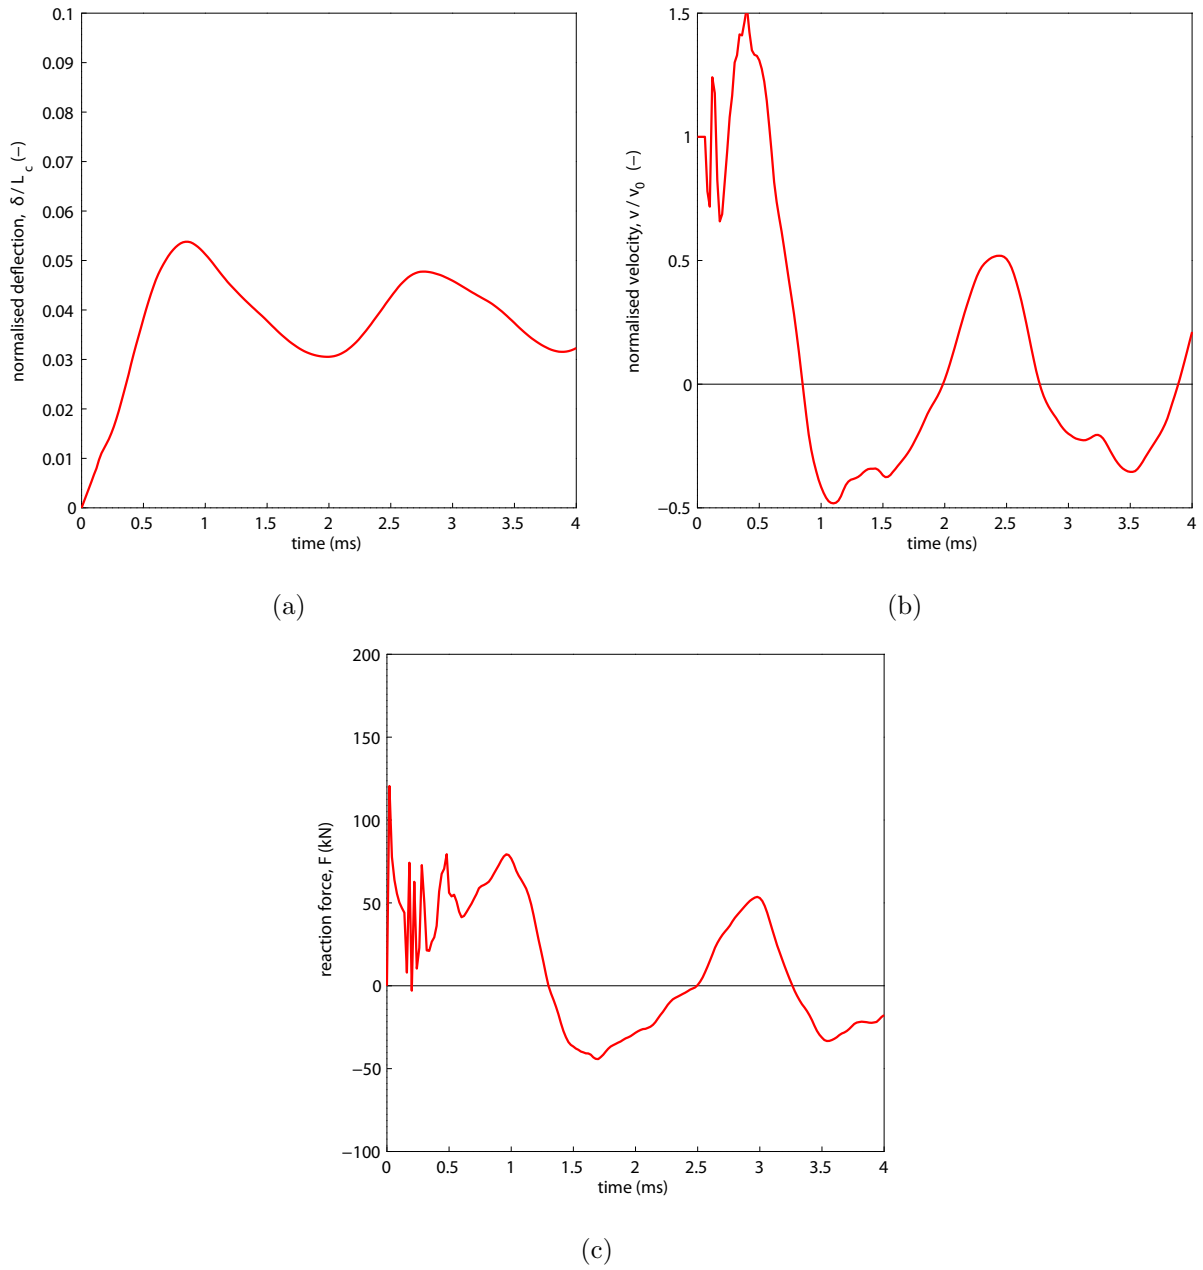 0.1
0.09
0.08
0.07
0.06
0.05
0.04
0.03
0.02
0.01
0
normalised deflection, δ / L c (−)
0 0.5 1 1.5 2 2.5 3 3.5 4
time (ms)
(a)
1.5
1
0.5
0
−0.5
normalised velocity, v / v0 (−)
0 0.5 1 1.5 2 2.5 3 3.5 4
time (ms)
(b)
200
150
100
50
0
−50
−100
reaction force, F (kN)
0 0.5 1 1.5 2 2.5 3 3.5 4
time (ms)
(c)